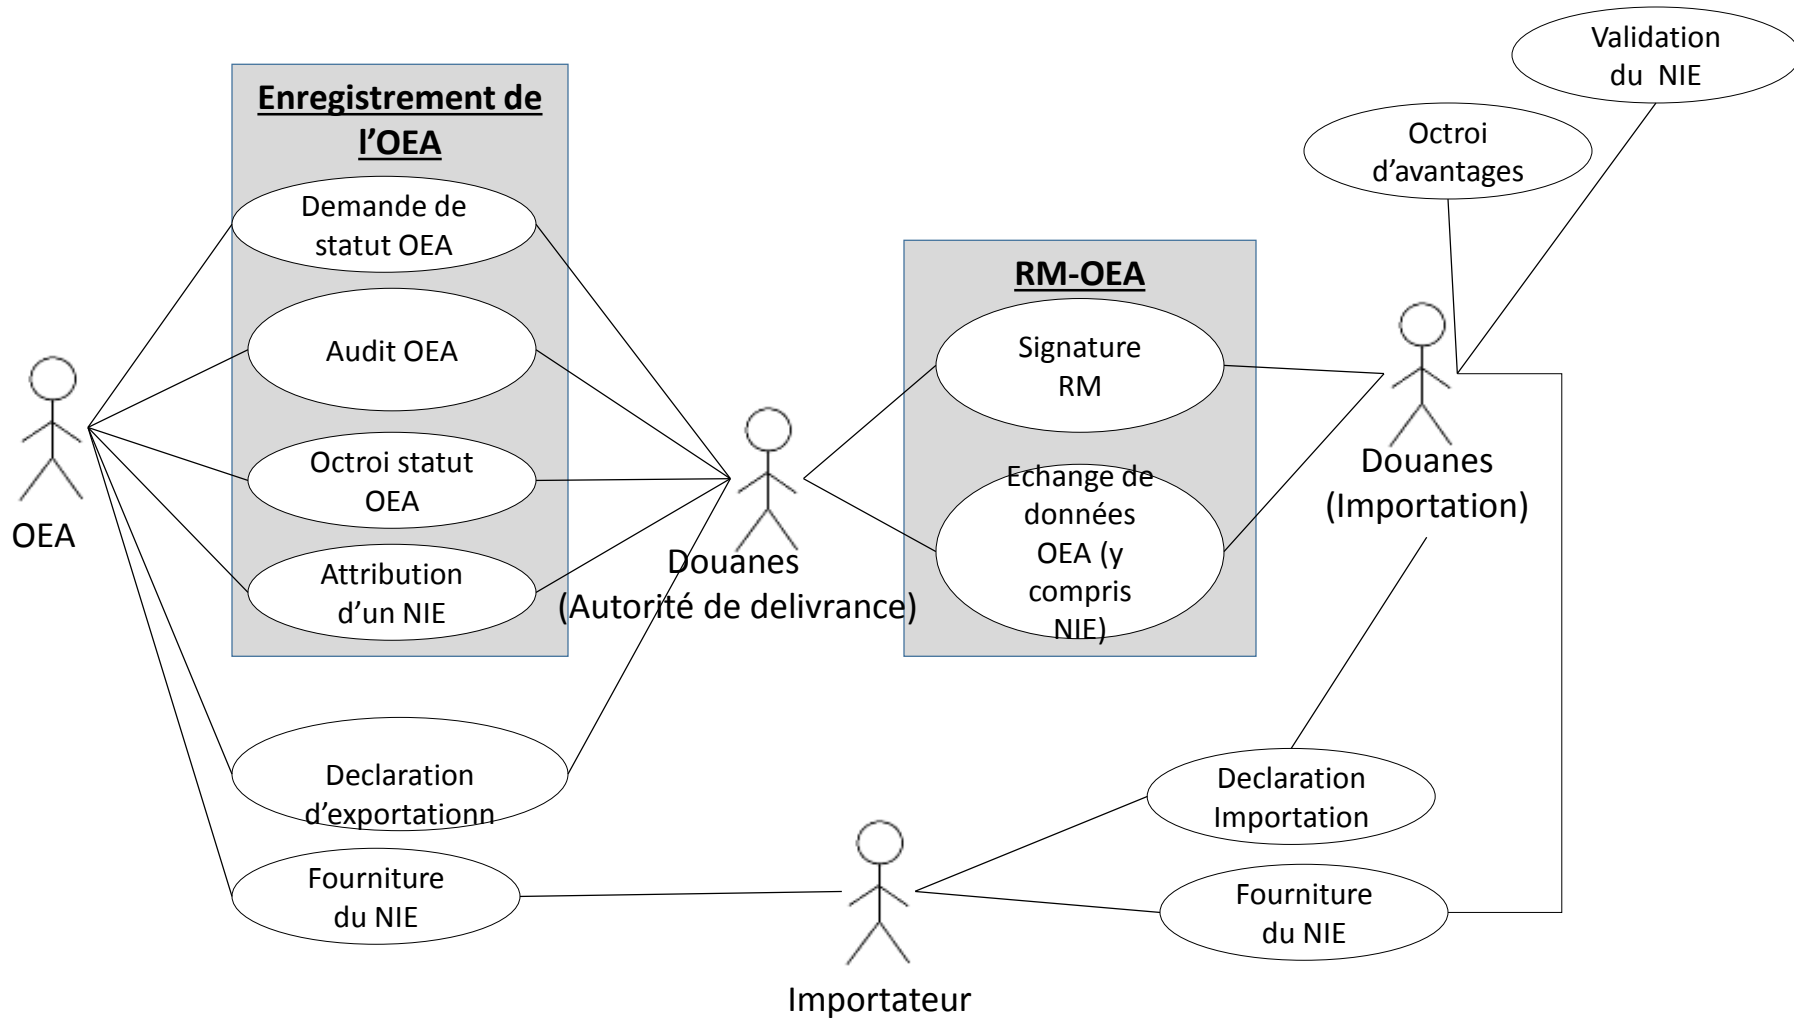 Validation
du NIE
Octroi
d'avantages
Enregistrement de
l'OEA
Demande de
statut OEA
Audit OEA
Octroi statut
OEA
Attribution
d'un NIE
OEA
Douanes
(Autorité de delivrance)
RM-OEA
Signature
RM
Echange de
données
OEA (y
compris
NIE)
Douanes
(Importation)
Declaration
d'exportationn
Fourniture
du NIE
Importateur
Declaration
Importation
Fourniture
du NIE